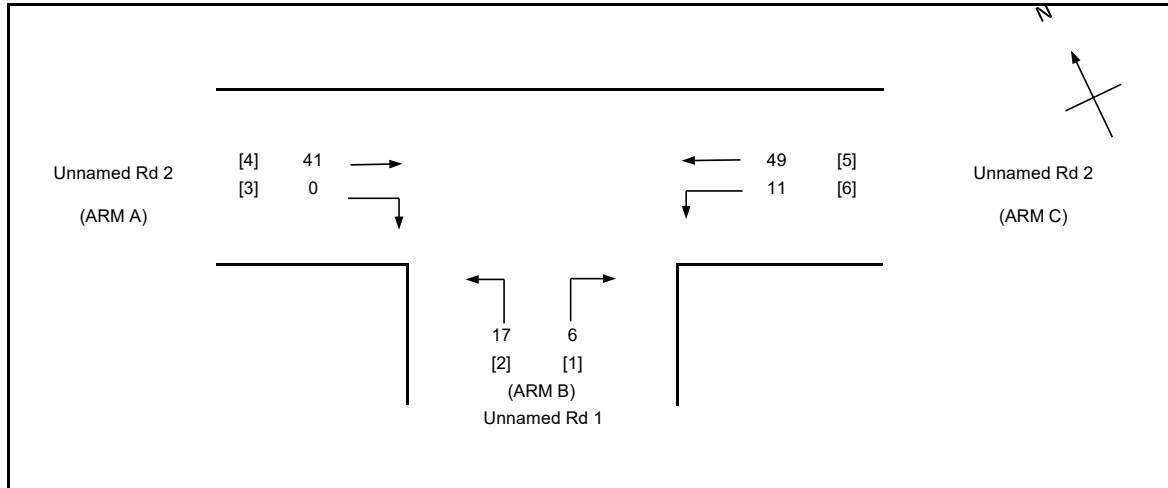 N
Unnamed Rd 2
(ARM A)
[4] 41
[3] 0
49 [5]
11 [6]
Unnamed Rd 2
(ARM C)
17 6
[2] [1]
(ARM B)
Unnamed Rd 1